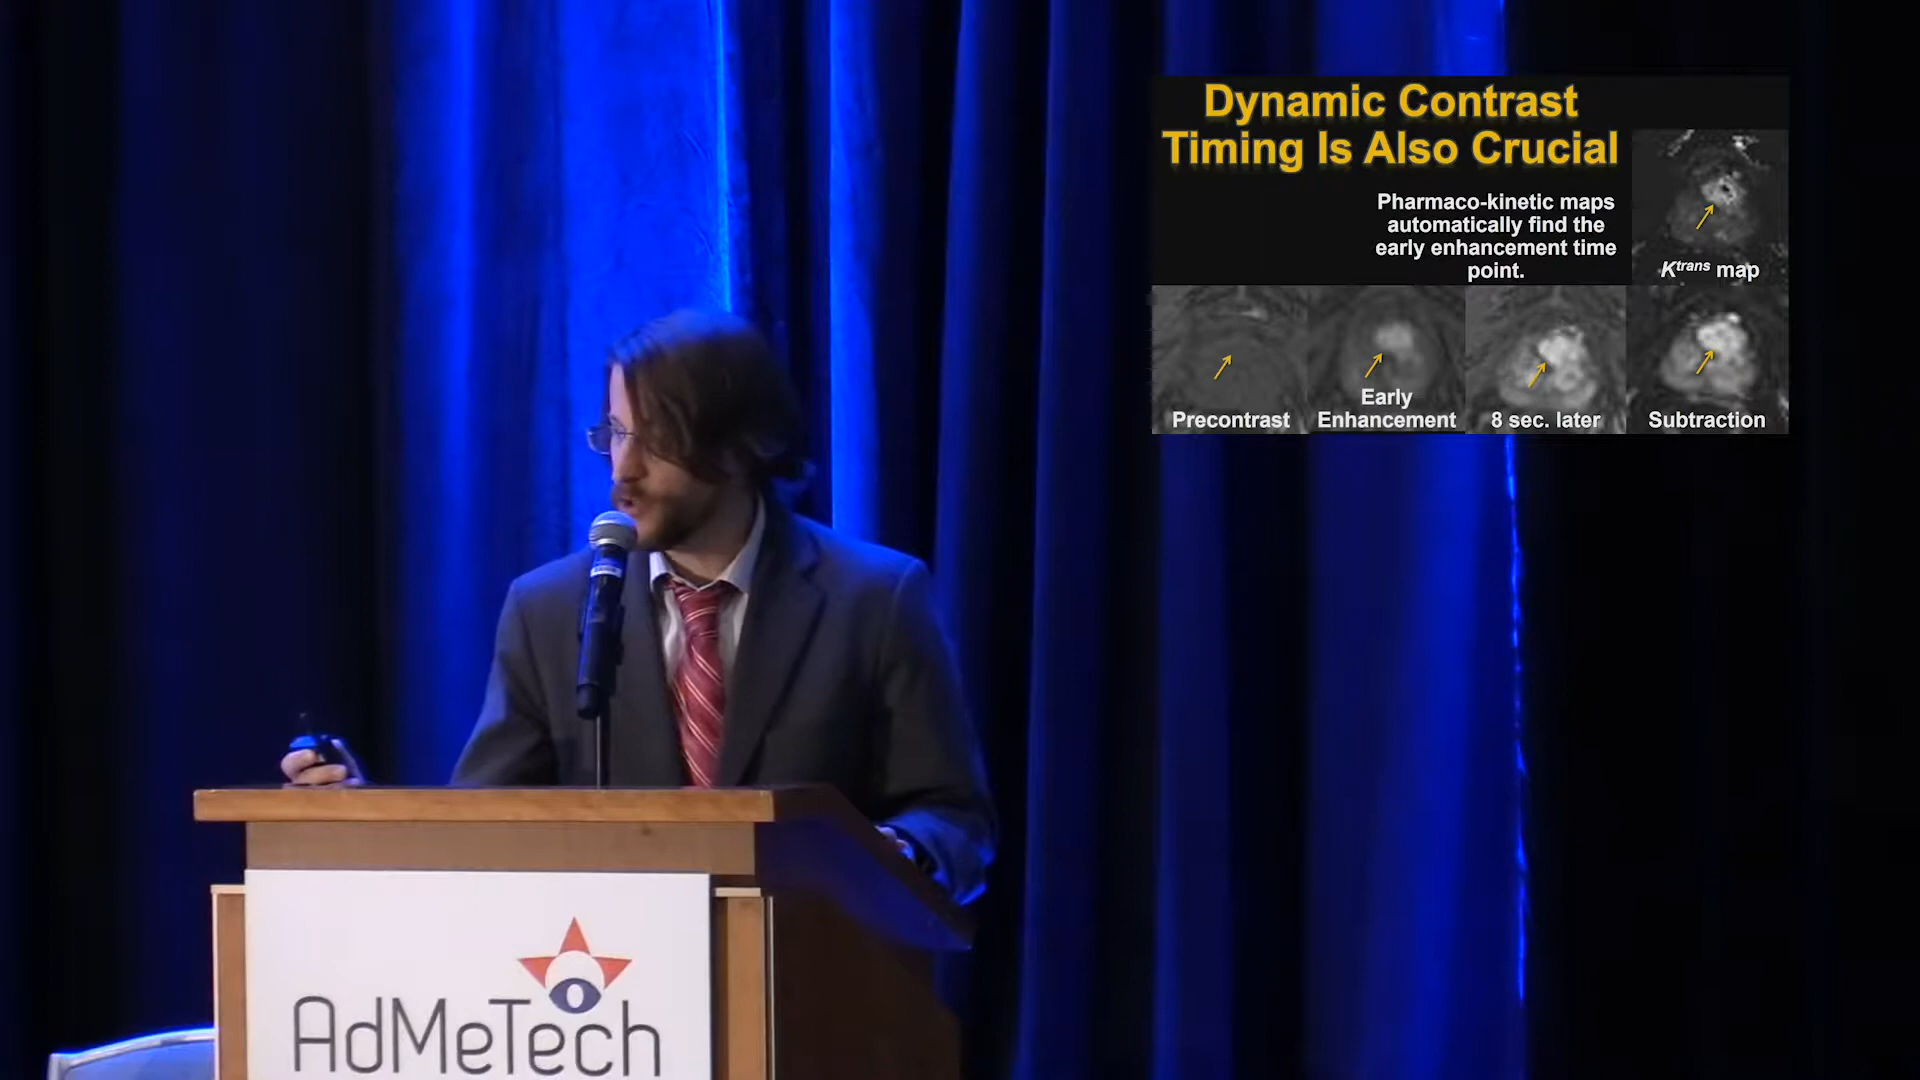 Dynamic Contrast
Timing Is Also Crucial
Pharmaco-kinetic maps
automatically find the
early enhancement time
point.
Ktrans map
Precontrast
Early
Enhancement
8 sec. later
Subtraction
AdMeTech